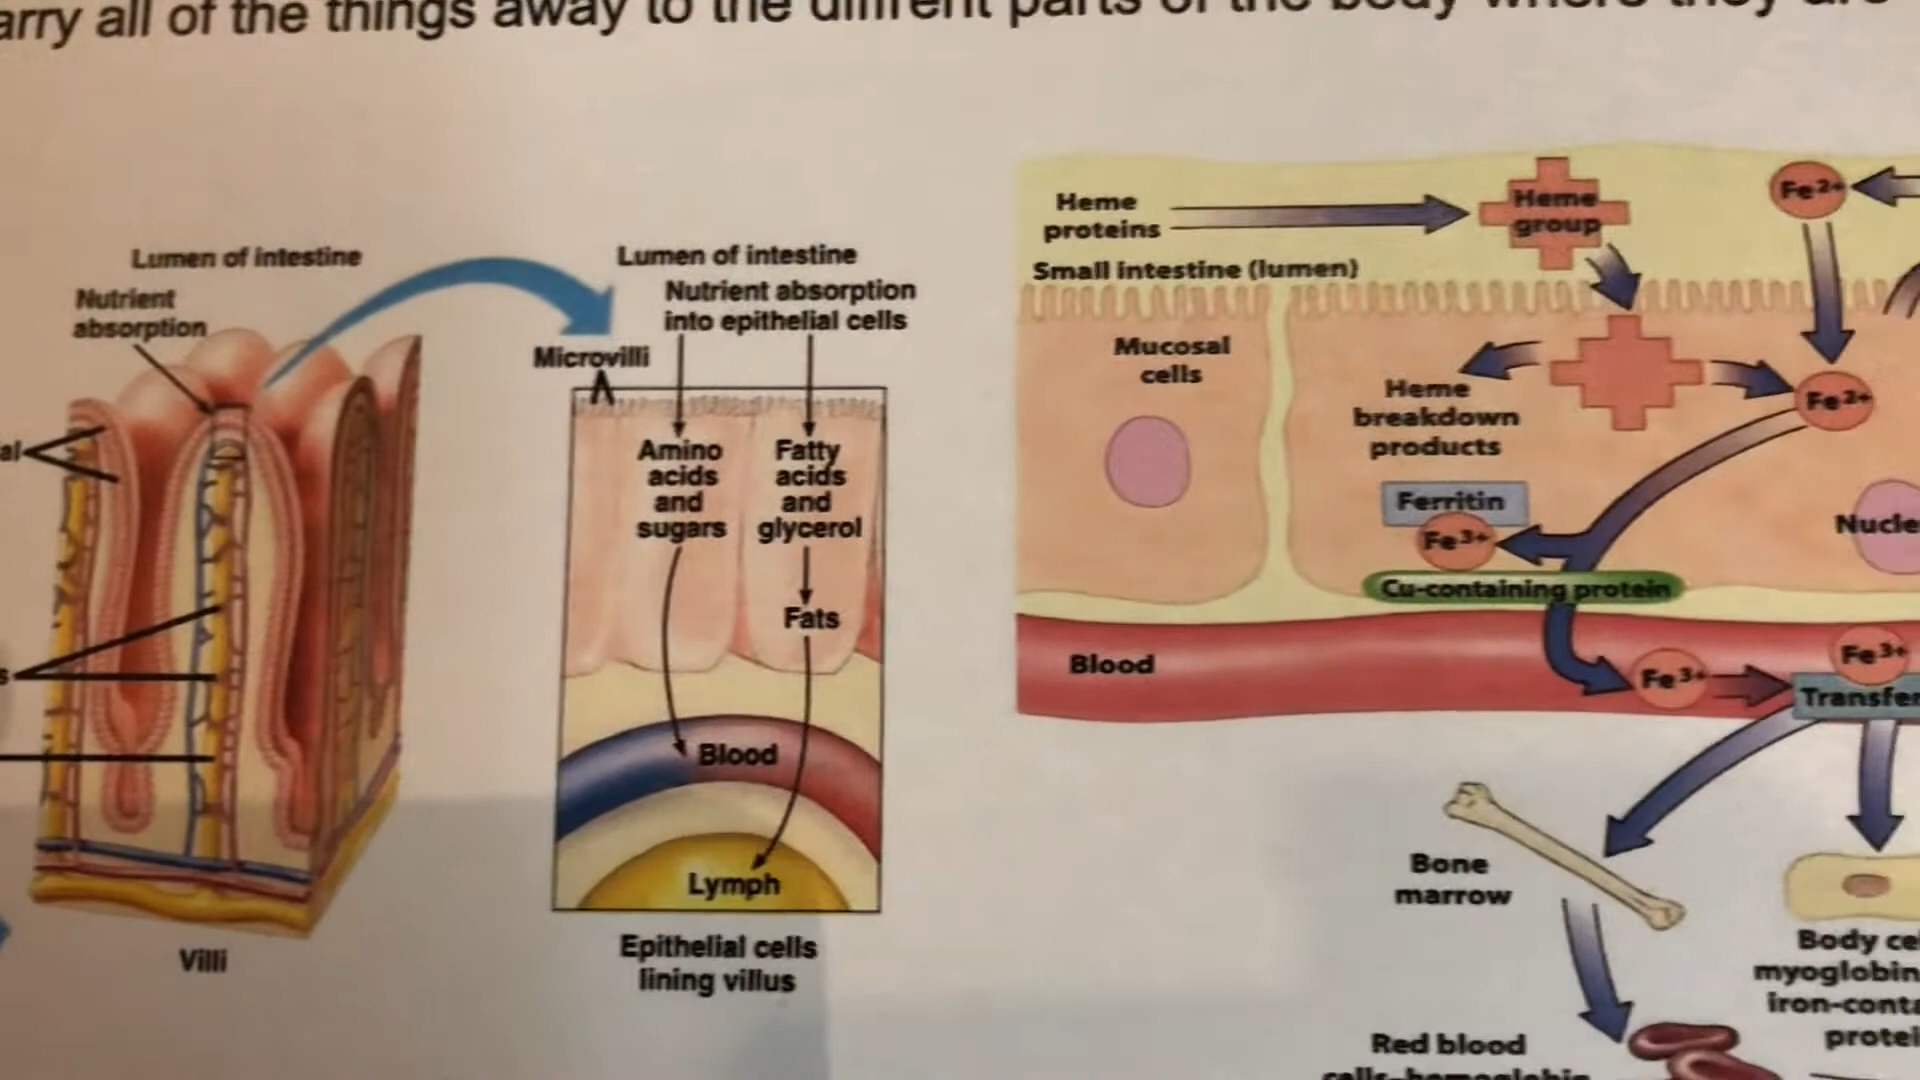 arry all of the things away to the diffrent parts of the body where they are
Lumen of intestine
Nutrient
absorption
al
s
Villi
Lumen of intestine
Nutrient absorption
into epithelial cells
Microvilli
Amino
acids
and
sugars
Fatty
acids
and
glycerol
Fats
Blood
Lymph
Epithelial cells
lining villus
Heme
proteins
Heme
group
Fe2+
Small intestine (lumen)
Mucosal
cells
Heme
breakdown
products
Fe2+
Ferritin
Fe3+
Nucle
Cu-containing protein
Blood
Fe3+
Fe3+
Transfer
Bone
marrow
Body ce
myoglobin
iron-conta
protei
Red blood
cells-hemoglobin